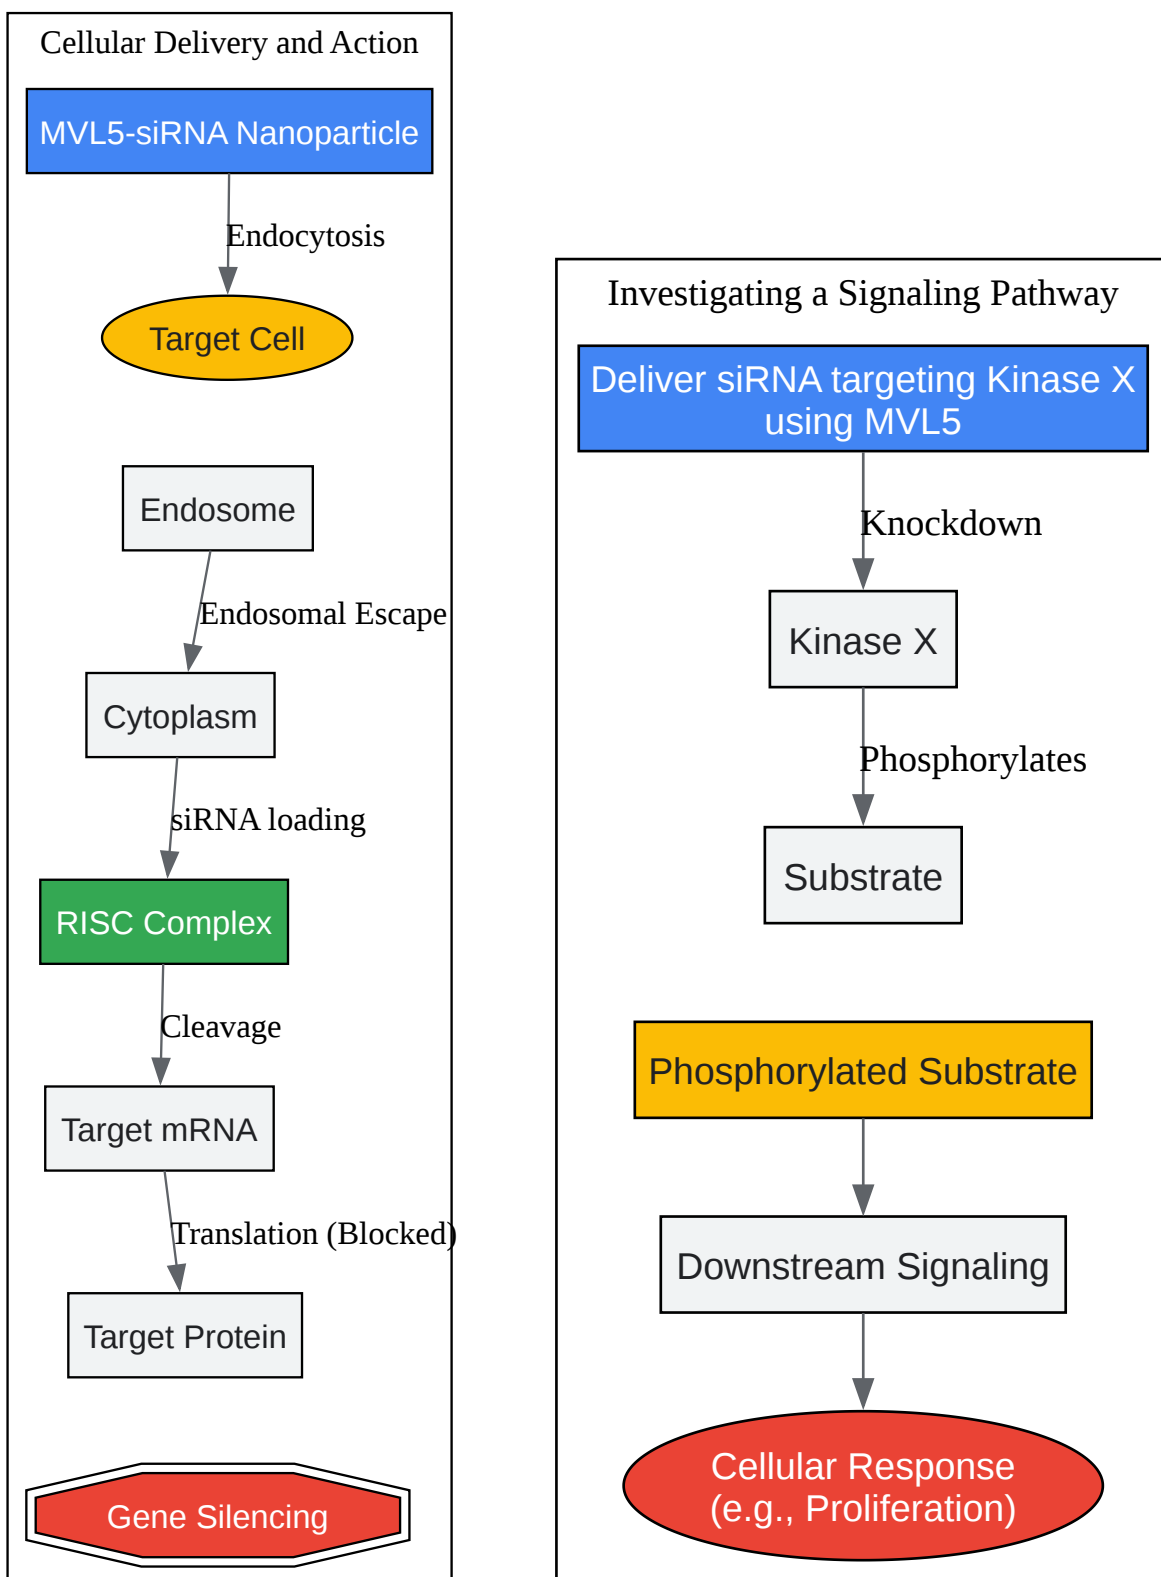 Cellular Delivery and Action
MVL5-siRNA Nanoparticle
Endocytosis
Target Cell
Endosome
Endosomal Escape
Cytoplasm
siRNA loading
RISC Complex
Cleavage
Target mRNA
Translation (Blocked)
Target Protein
Gene Silencing
Investigating a Signaling Pathway
Deliver siRNA targeting Kinase X
using MVL5
Knockdown
Kinase X
Phosphorylates
Substrate
Phosphorylated Substrate
Downstream Signaling
Cellular Response
(e.g., Proliferation)